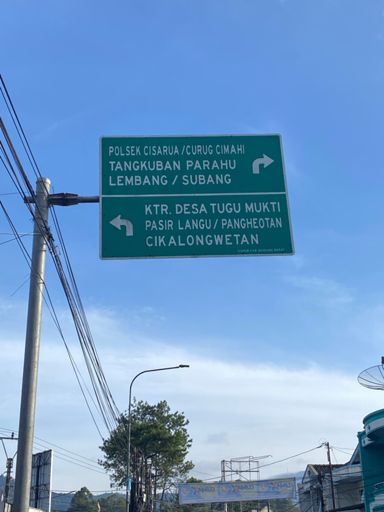 POLSEK CISARUA / CURUG CIMAHI
TANGKUBAN PARAHU
LEMBANG / SUBANG
KTR. DESA TUGU MUKTI
PASIR LANGU / PANGHEOTAN
CIKALONGWETAN